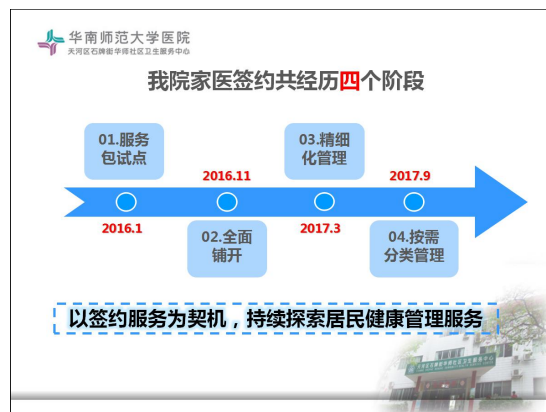 华南师范大学医院
天河区石牌街华师社区卫生服务中心
我院家医签约共经历四个阶段
01.服务
包试点
03.精细
化管理
2016.11
2017.9
2016.1
2017.3
02.全面
铺开
04.按需
分类管理
以签约服务为契机，持续探索居民健康管理服务